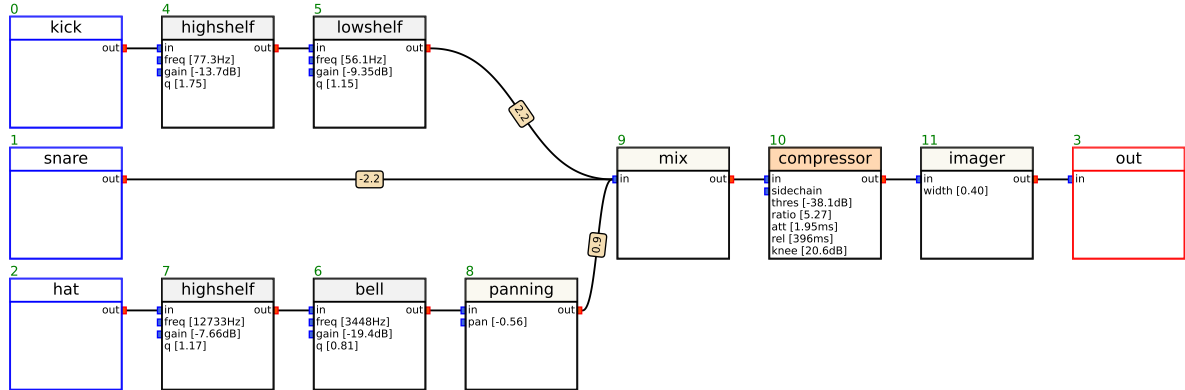 0
kick
out
4
highshelf
in out
freq [77.3Hz]
gain [-13.7dB]
q [1.75]
5
lowshelf
in out
freq [56.1Hz]
gain [-9.35dB]
q [1.15]
2.2
1
snare
out
-2.2
9
mix
in out
10
compressor
in out
sidechain
thres [-38.1dB]
ratio [5.27]
att [1.95ms]
rel [396ms]
knee [20.6dB]
11
imager
in out
width [0.40]
3
out
in
2
hat
out
7
highshelf
in out
freq [12733Hz]
gain [-7.66dB]
q [1.17]
6
bell
in out
freq [3448Hz]
gain [-19.4dB]
q [0.81]
8
panning
in out
pan [-0.56]
0.9